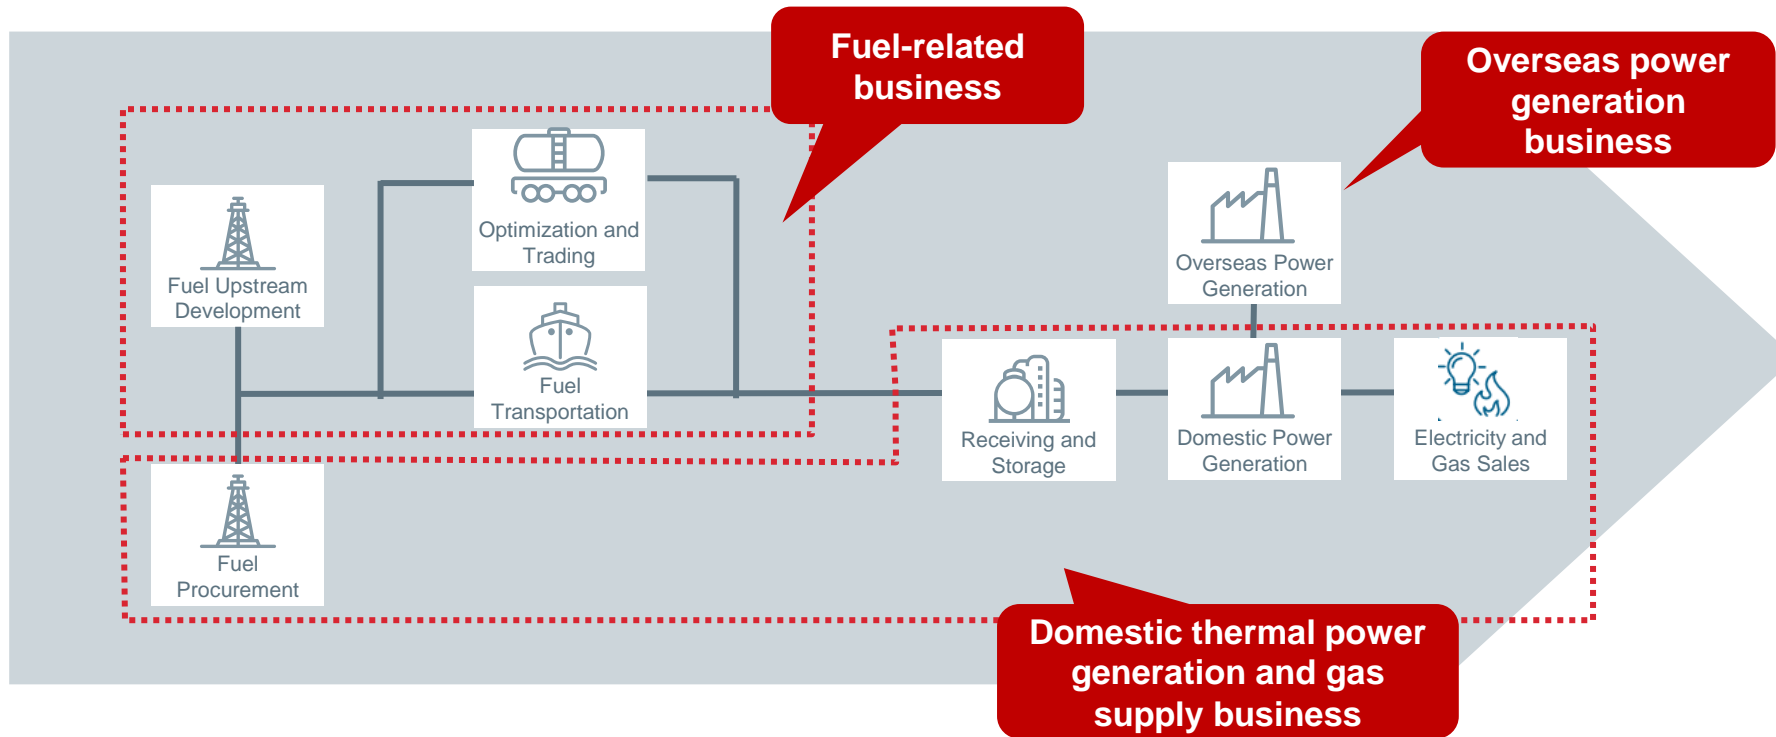 Fuel-related
business
Overseas power
generation
business
Optimization and
Trading
Fuel Upstream
Development
Fuel
Transportation
Overseas Power
Generation
Receiving and
Storage
Domestic Power
Generation
Electricity and
Gas Sales
Fuel
Procurement
Domestic thermal power
generation and gas
supply business